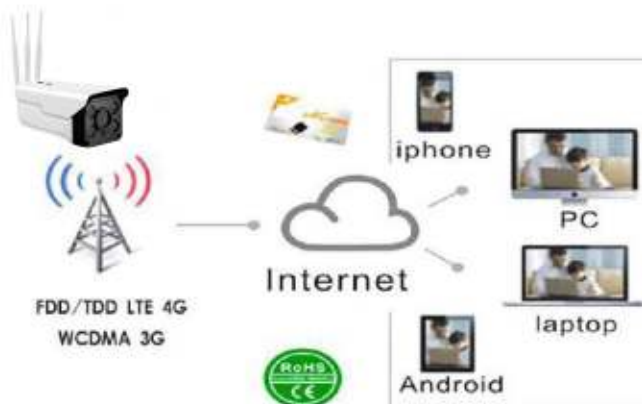 iphone
PC
Internet
FDD/TDD LTE 4G
WCDMA 3G
laptop
RoHS
CE
Android